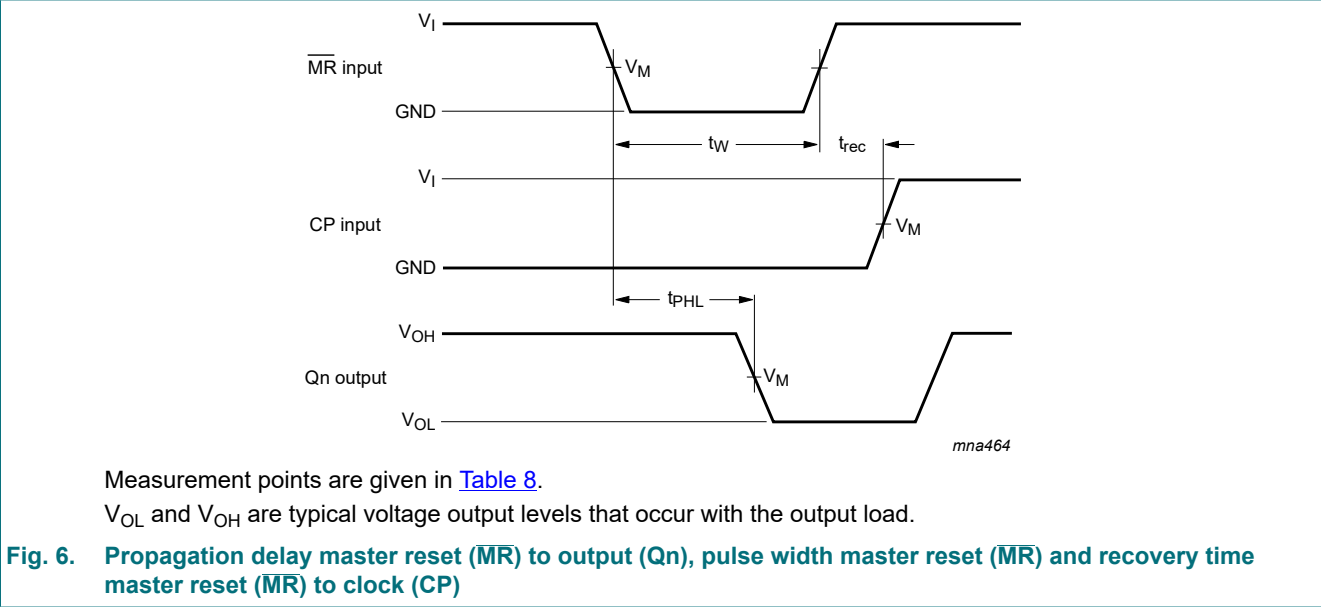 VI
MR input
VM
GND
tW
trec
VI
CP input
VM
GND
tPHL
VOH
Qn output
VM
VOL
mna464
Measurement points are given in Table 8.
VOL and VOH are typical voltage output levels that occur with the output load.
Fig. 6. Propagation delay master reset (M̅R̅) to output (Qn), pulse width master reset (M̅R̅) and recovery time
master reset (M̅R̅) to clock (CP)